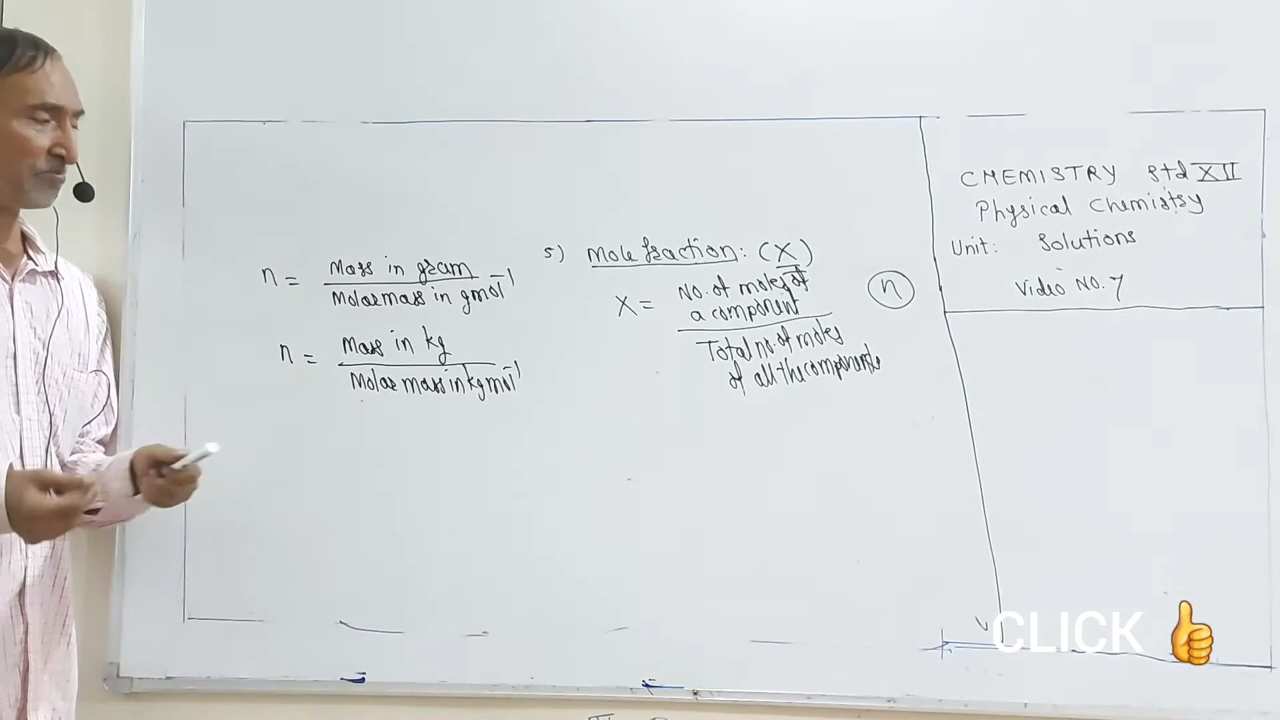 n = Mass in gram
Molar mass in g mol⁻¹
n = Mass in kg
Molar mass in kg mol⁻¹
5) Mole fraction: (X)
X = No. of moles of
a component
Total no. of moles
of all the components
n
CHEMISTRY Std XII
Physical Chemistry
Unit: Solutions
Video No. 7
CLICK